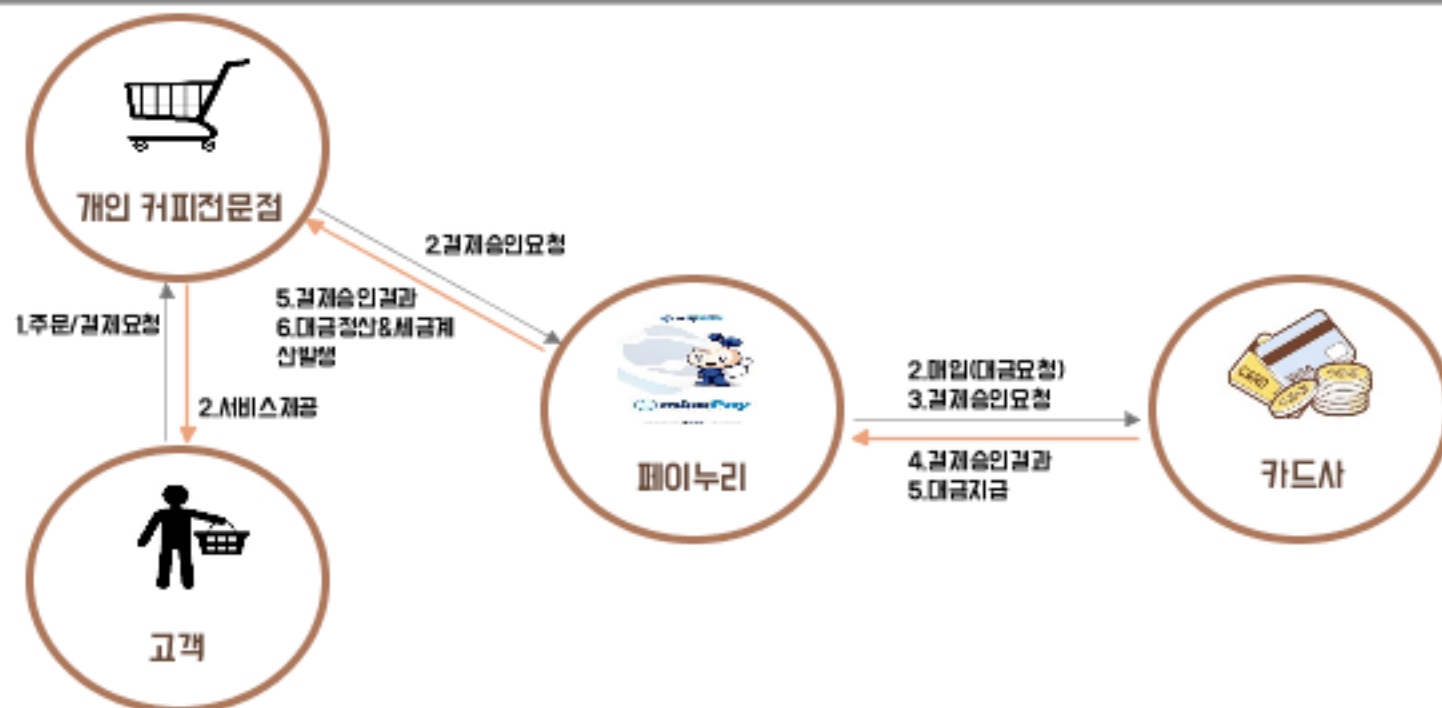 개인 커피전문점
2.결제승인요청
5.결제승인결과
6.대금정산&세금계
산발생
1.주문/결제요청
2.서비스제공
고객
페이누리
2.매입(대금요청)
3.결제승인요청
4.결제승인결과
5.대금지급
카드사